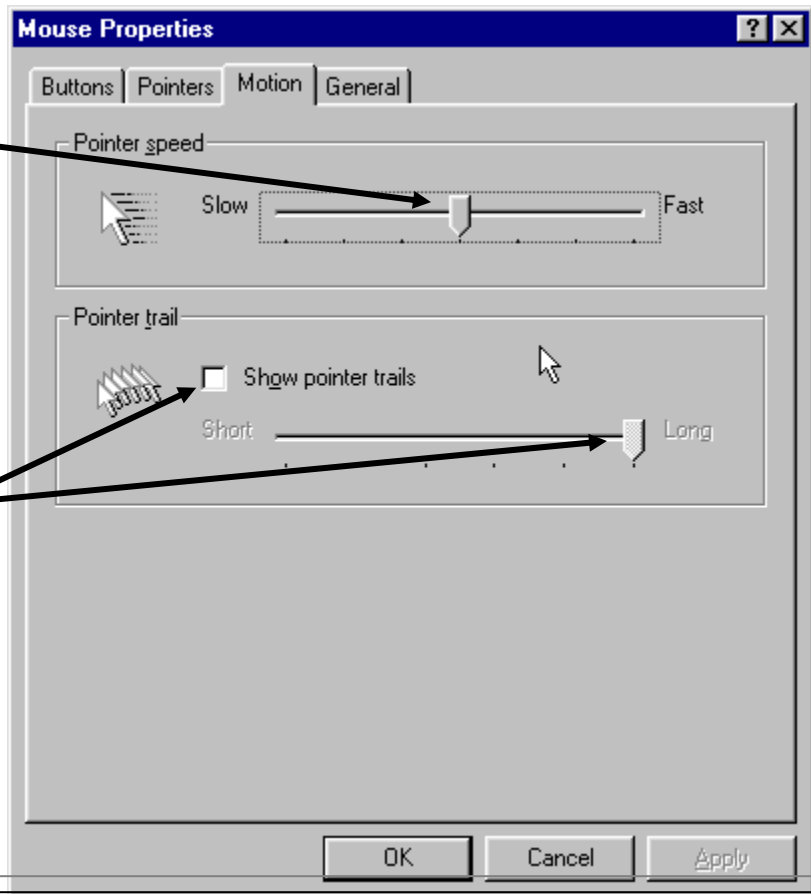 Mouse Properties
Buttons Pointers Motion General
Pointer speed
Slow Fast
Pointer trail
Show pointer trails
Short Long
OK Cancel Apply